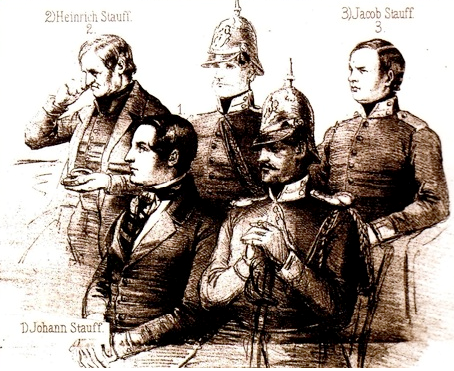 2) Heinrich Stauff.
2.
3) Jacob Stauff.
3.
1.
1) Johann Stauff.